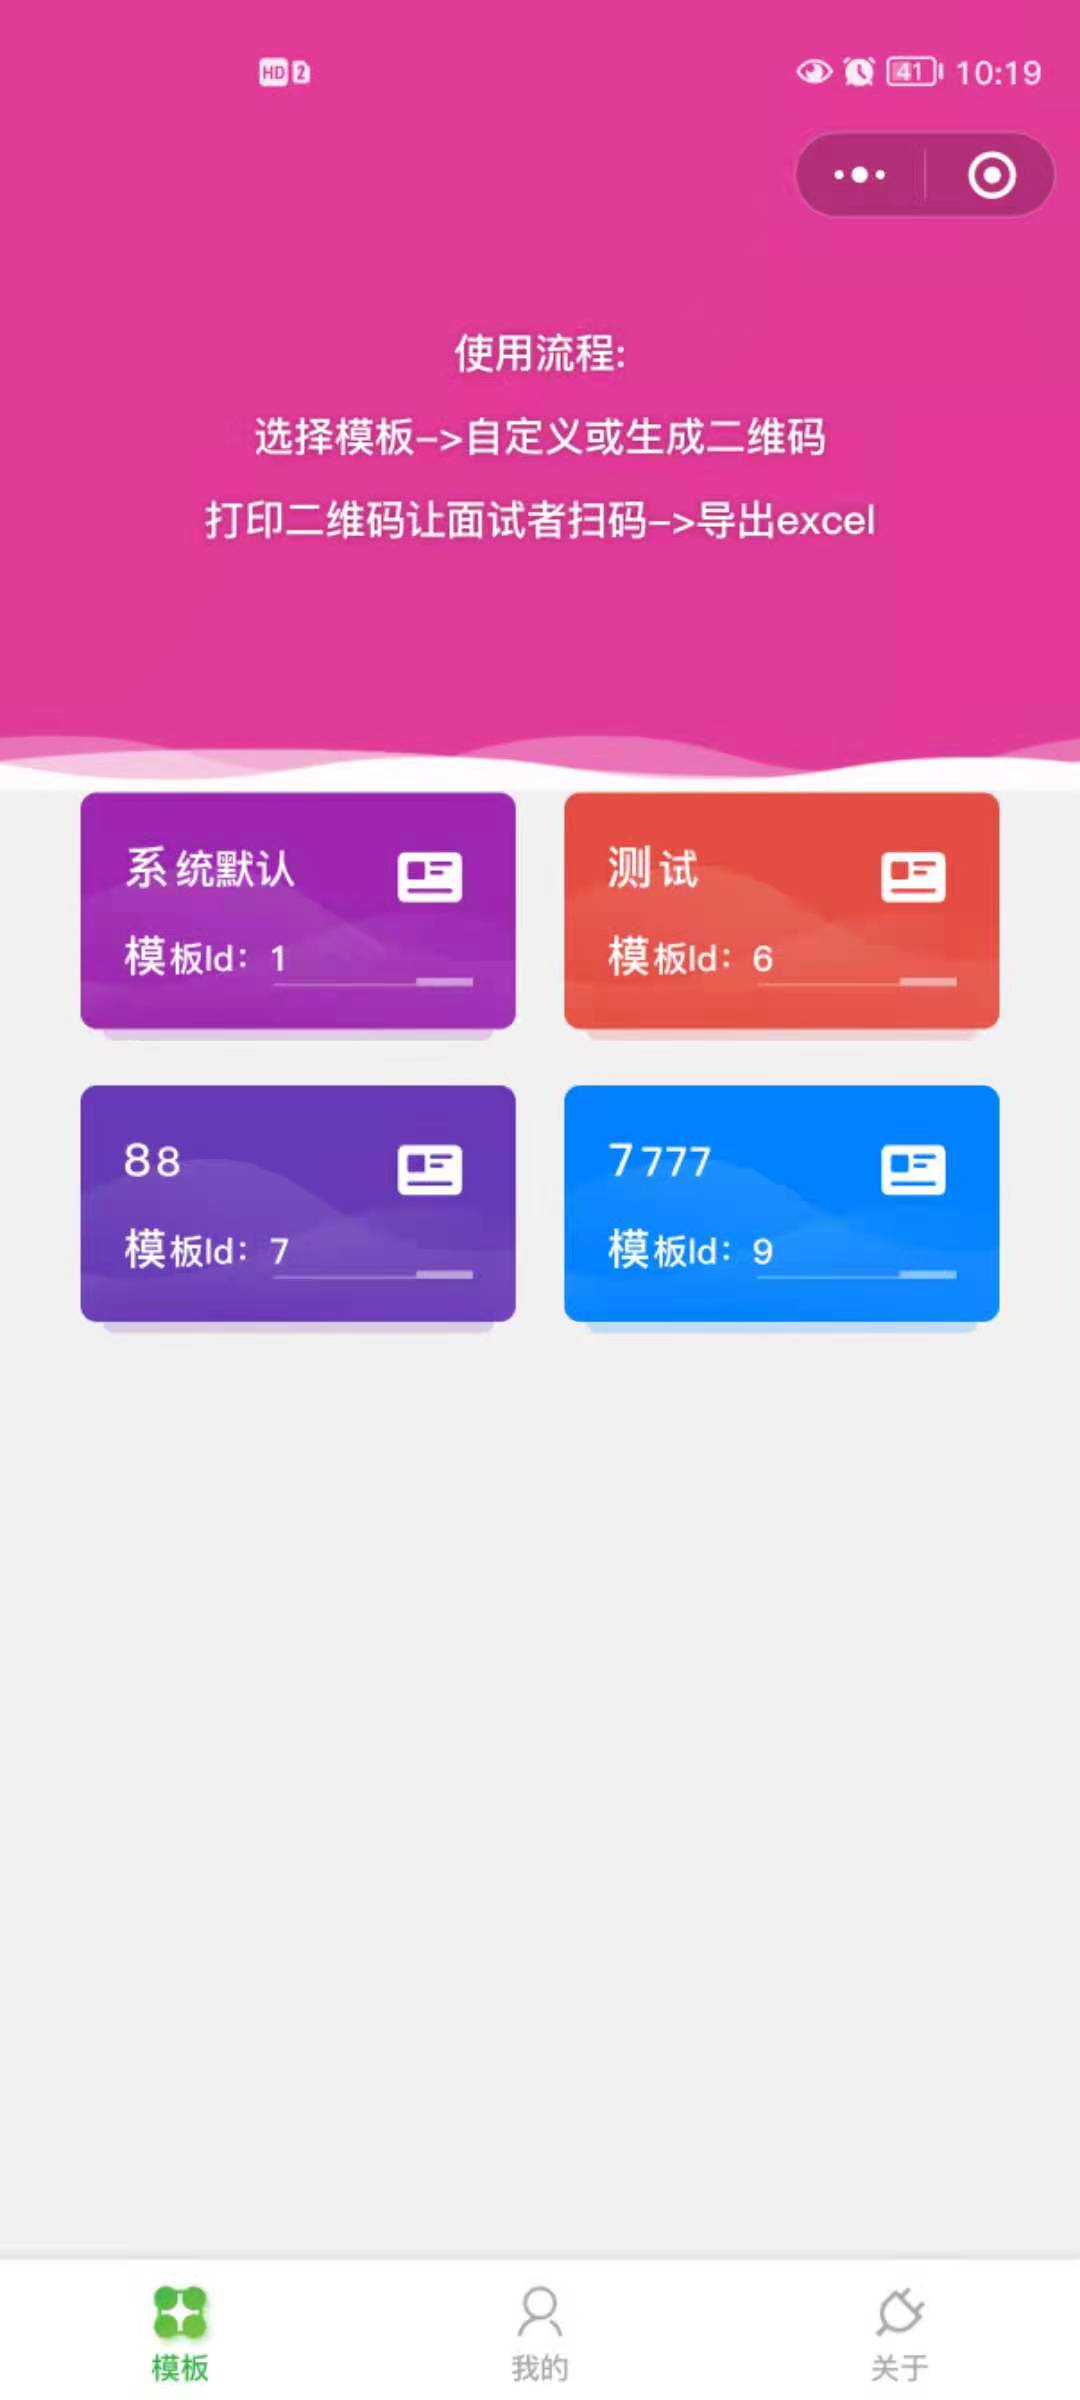 HD 2 41 10:19
使用流程:
选择模板->自定义或生成二维码
打印二维码让面试者扫码->导出excel
系统默认
模板Id: 1
测试
模板Id: 6
88
模板Id: 7
7777
模板Id: 9
模板
我的
关于